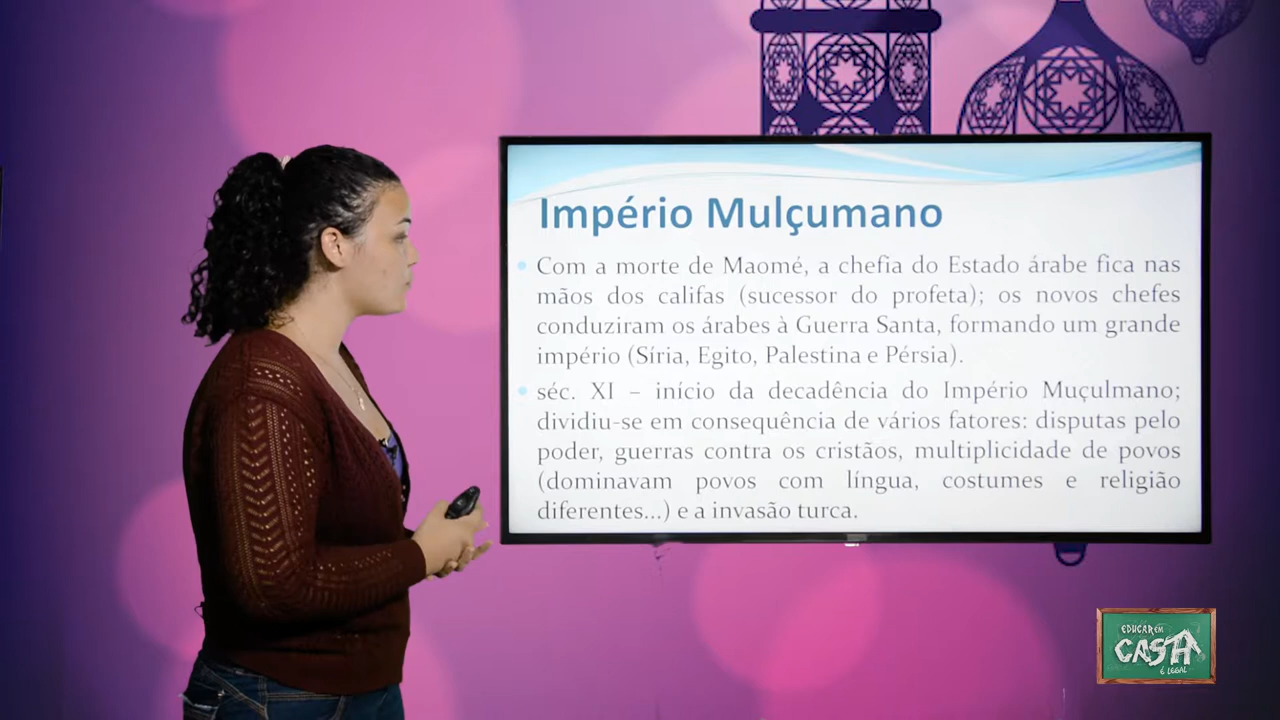 Império Mulçumano
Com a morte de Maomé, a chefia do Estado árabe fica nas
mãos dos califas (sucessor do profeta); os novos chefes
conduziram os árabes à Guerra Santa, formando um grande
império (Síria, Egito, Palestina e Pérsia).
séc. XI – início da decadência do Império Muçulmano;
dividiu-se em consequência de vários fatores: disputas pelo
poder, guerras contra os cristãos, multiplicidade de povos
(dominavam povos com língua, costumes e religião
diferentes...) e a invasão turca.
EDUCAR EM
CASA
É LEGAL